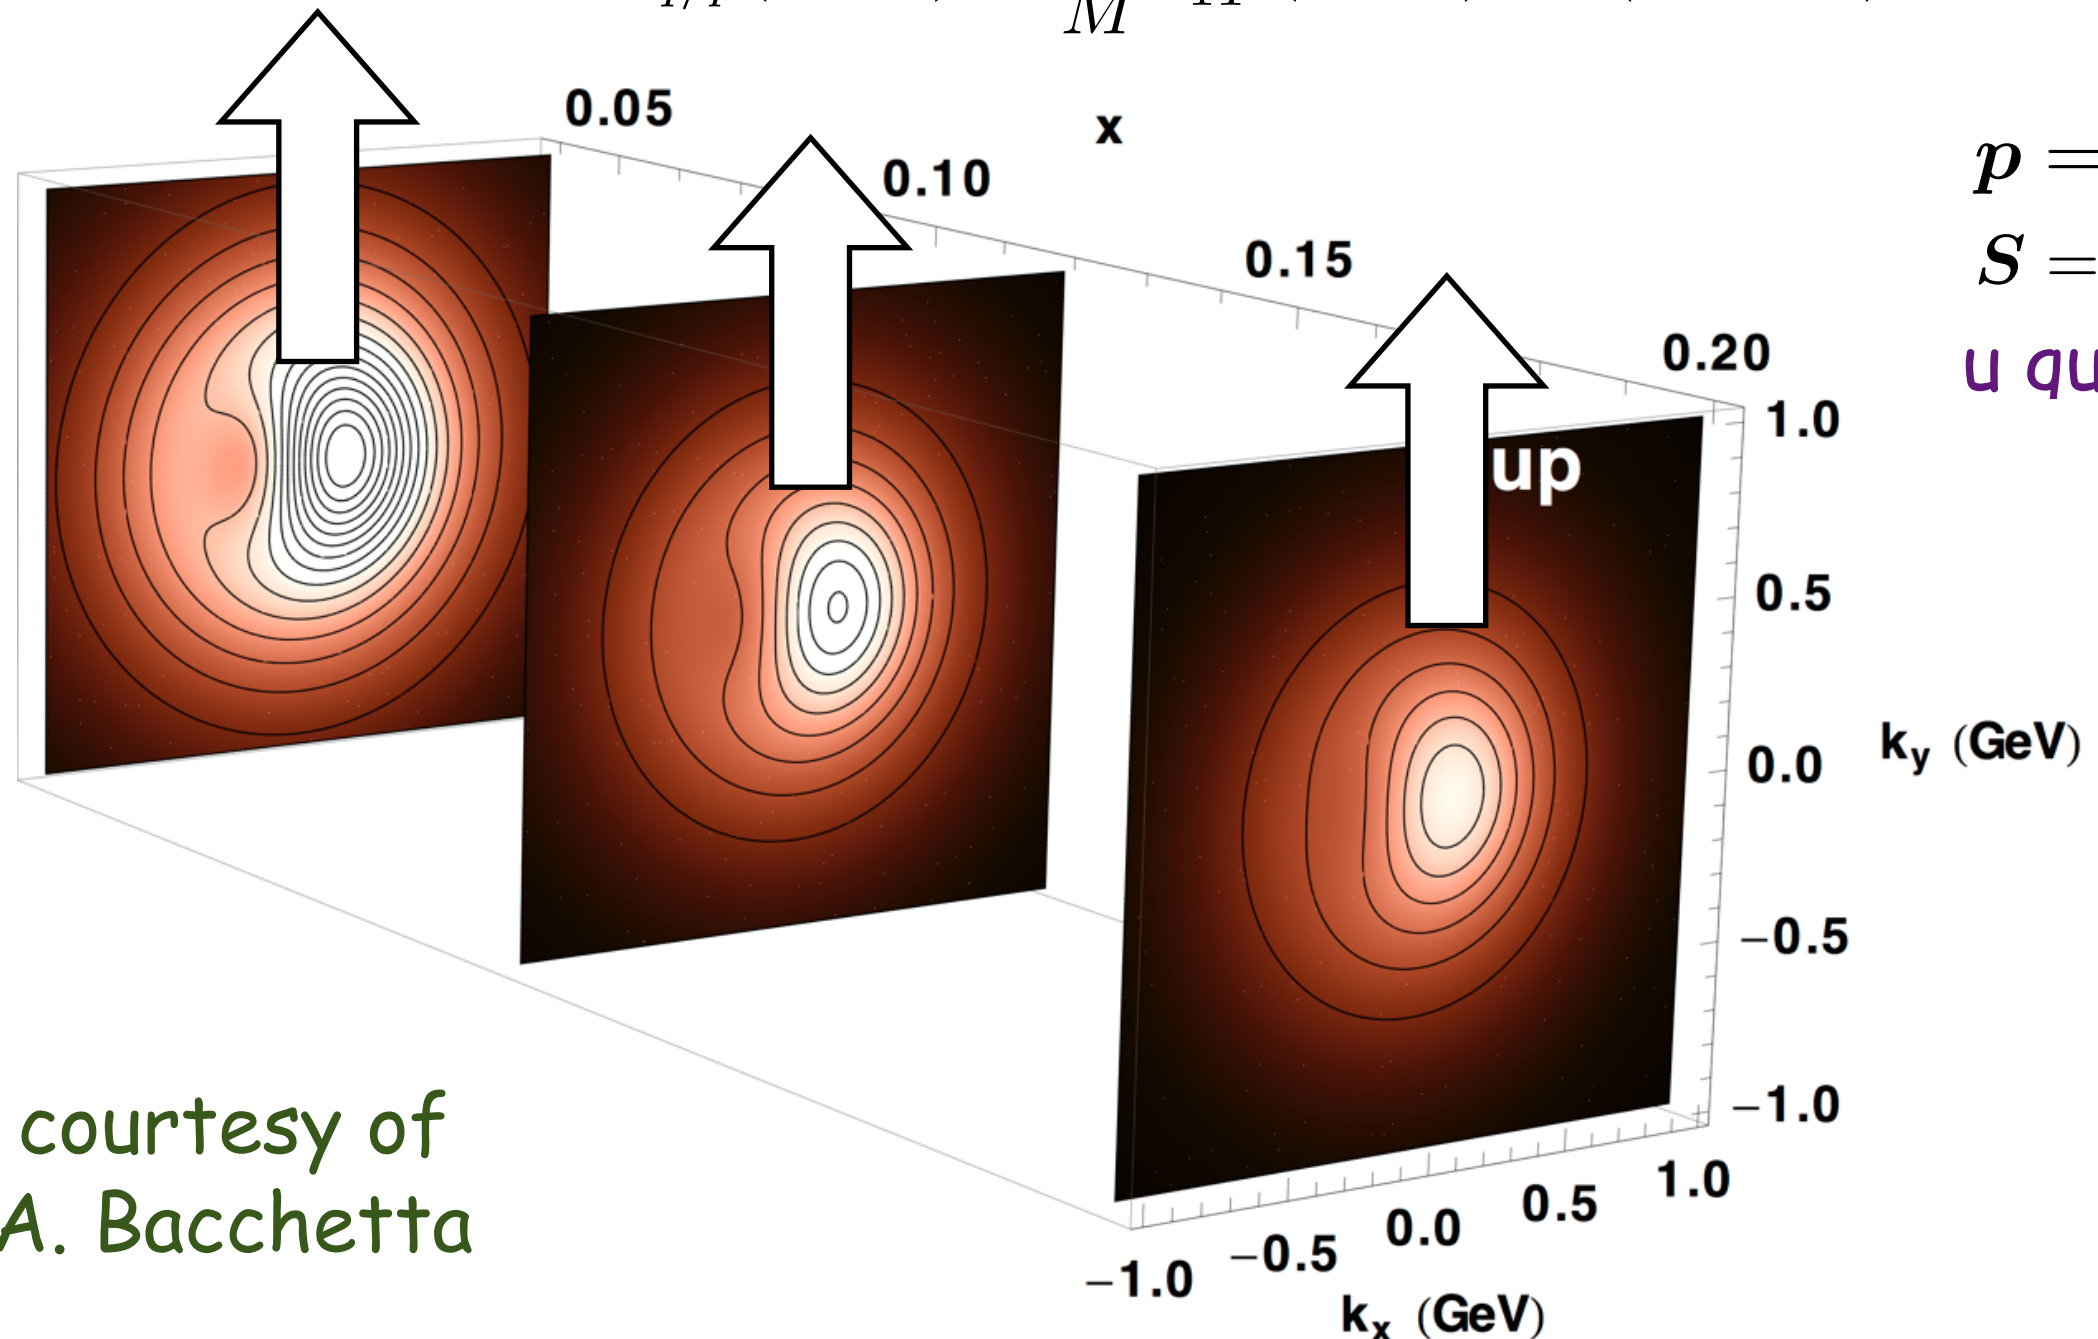 M
0.05
x
0.10
p =
0.15
S =
0.20
u qu
1.0
up
0.5
0.0
k_y (GeV)
−0.5
−1.0
courtesy of
A. Bacchetta
1.0
0.5
0.0
−0.5
−1.0
k_x (GeV)